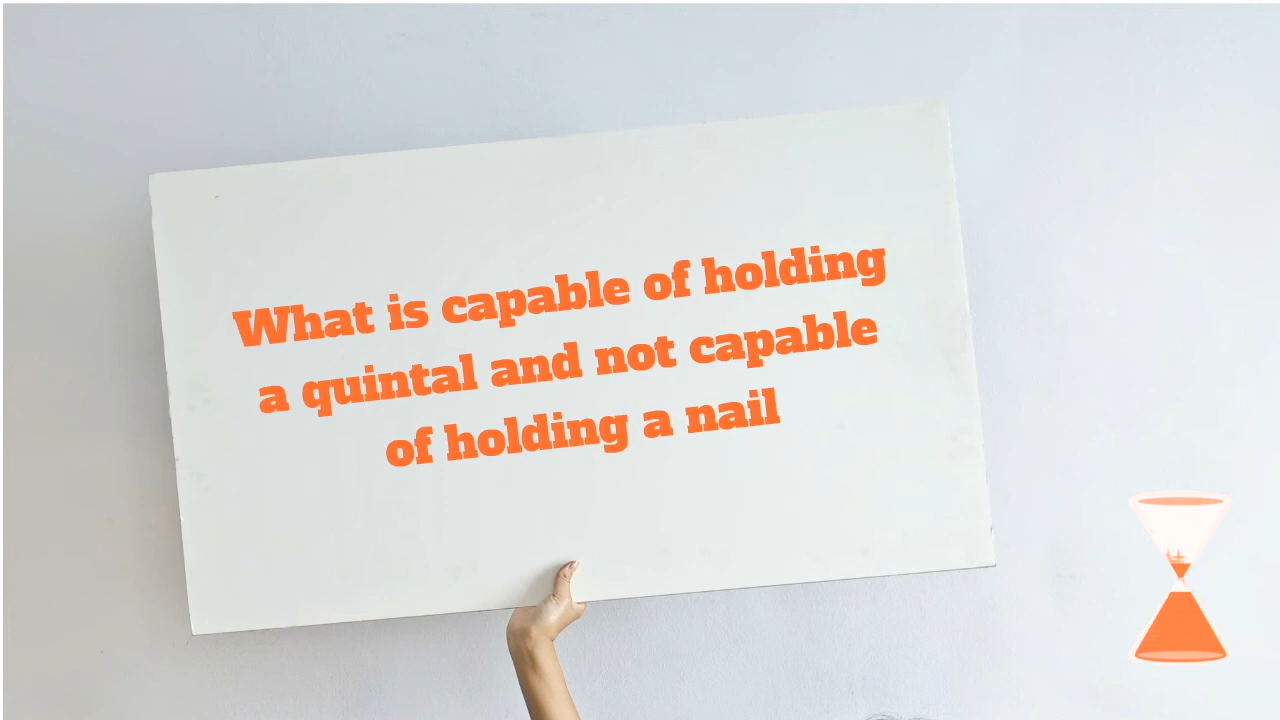 What is capable of holding
a quintal and not capable
of holding a nail